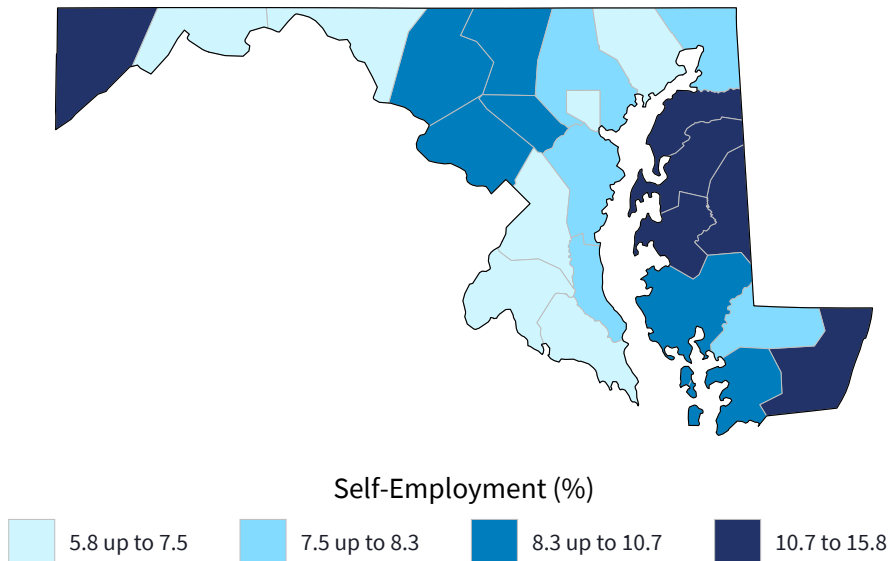 Self-Employment (%)
5.8 up to 7.5
7.5 up to 8.3
8.3 up to 10.7
10.7 to 15.8